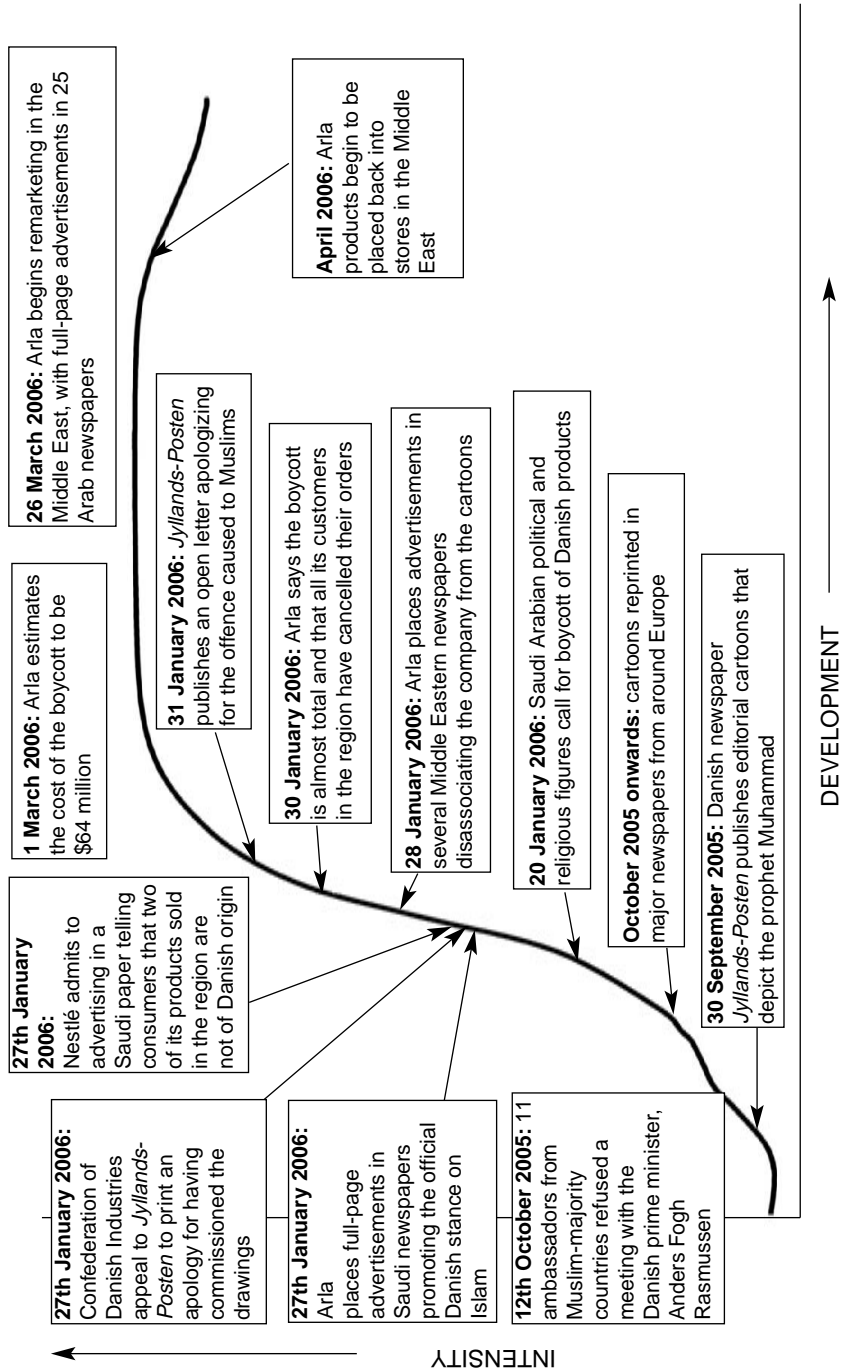 INTENSITY
27th January 2006:
Confederation of
Danish Industries
appeal to Jyllands-
Posten to print an
apology for having
commissioned the
drawings
27th January 2006:
Arla
places full-page
advertisements in
Saudi newspapers
promoting the official
Danish stance on
Islam
12th October 2005: 11
ambassadors from
Muslim-majority
countries refused a
meeting with the
Danish prime minister,
Anders Fogh
Rasmussen
27th January
2006:
Nestlé admits to
advertising in a
Saudi paper telling
consumers that two
of its products sold
in the region are
not of Danish origin
1 March 2006: Arla estimates
the cost of the boycott to be
$64 million
26 March 2006: Arla begins remarketing in the
Middle East, with full-page advertisements in 25
Arab newspapers
31 January 2006: Jyllands-Posten
publishes an open letter apologizing
for the offence caused to Muslims
30 January 2006: Arla says the boycott
is almost total and that all its customers
in the region have cancelled their orders
28 January 2006: Arla places advertisements in
several Middle Eastern newspapers
disassociating the company from the cartoons
20 January 2006: Saudi Arabian political and
religious figures call for boycott of Danish products
October 2005 onwards: cartoons reprinted in
major newspapers from around Europe
30 September 2005: Danish newspaper
Jyllands-Posten publishes editorial cartoons that
depict the prophet Muhammad
April 2006: Arla
products begin to be
placed back into
stores in the Middle
East
DEVELOPMENT